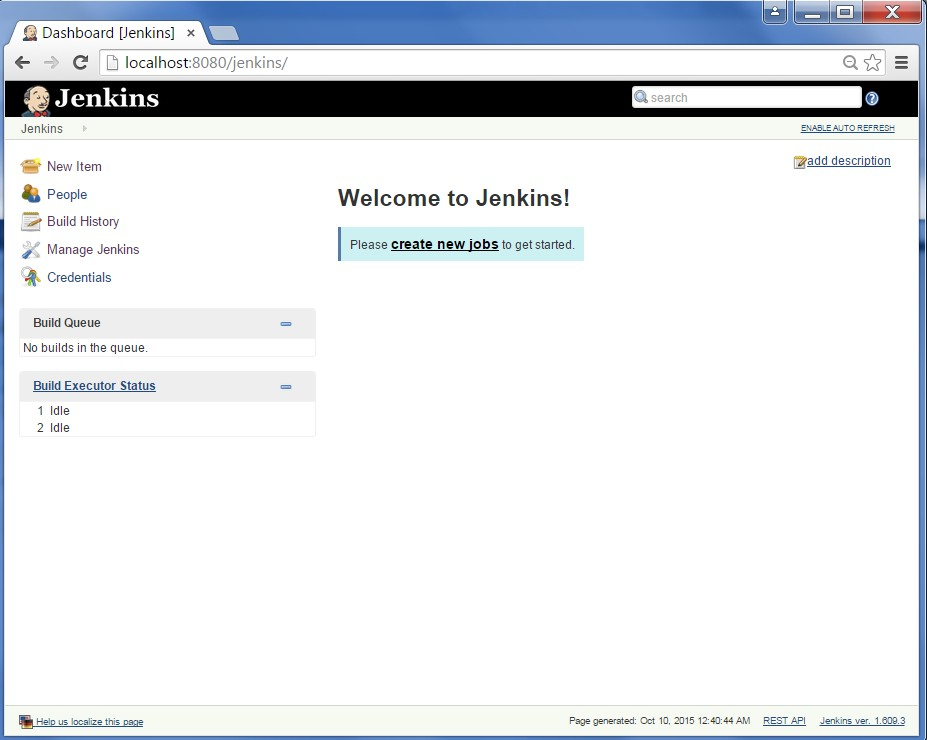 Dashboard [Jenkins]
localhost:8080/jenkins/
Jenkins
search
Jenkins
ENABLE AUTO REFRESH
New Item
People
Build History
Manage Jenkins
Credentials
add description
Welcome to Jenkins!
Please create new jobs to get started.
Build Queue
No builds in the queue.
Build Executor Status
1 Idle
2 Idle
Help us localize this page
Page generated: Oct 10, 2015 12:40:44 AM
REST API
Jenkins ver. 1.609.3